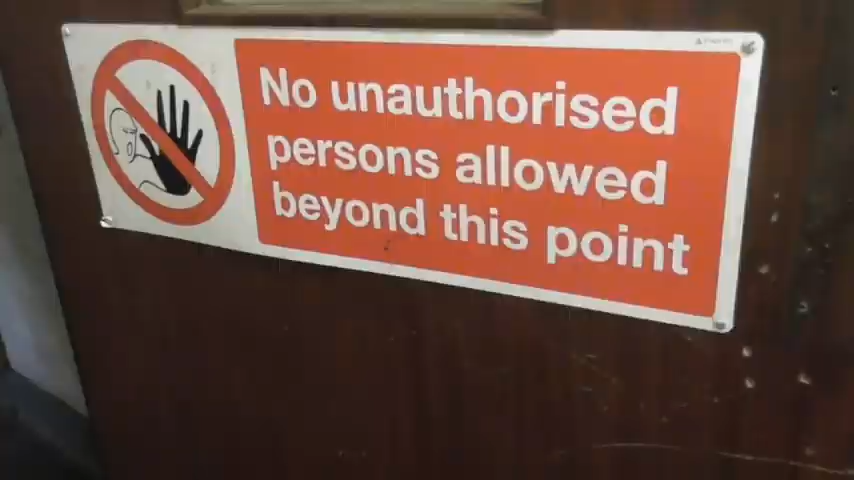 No unauthorised
persons allowed
beyond this point